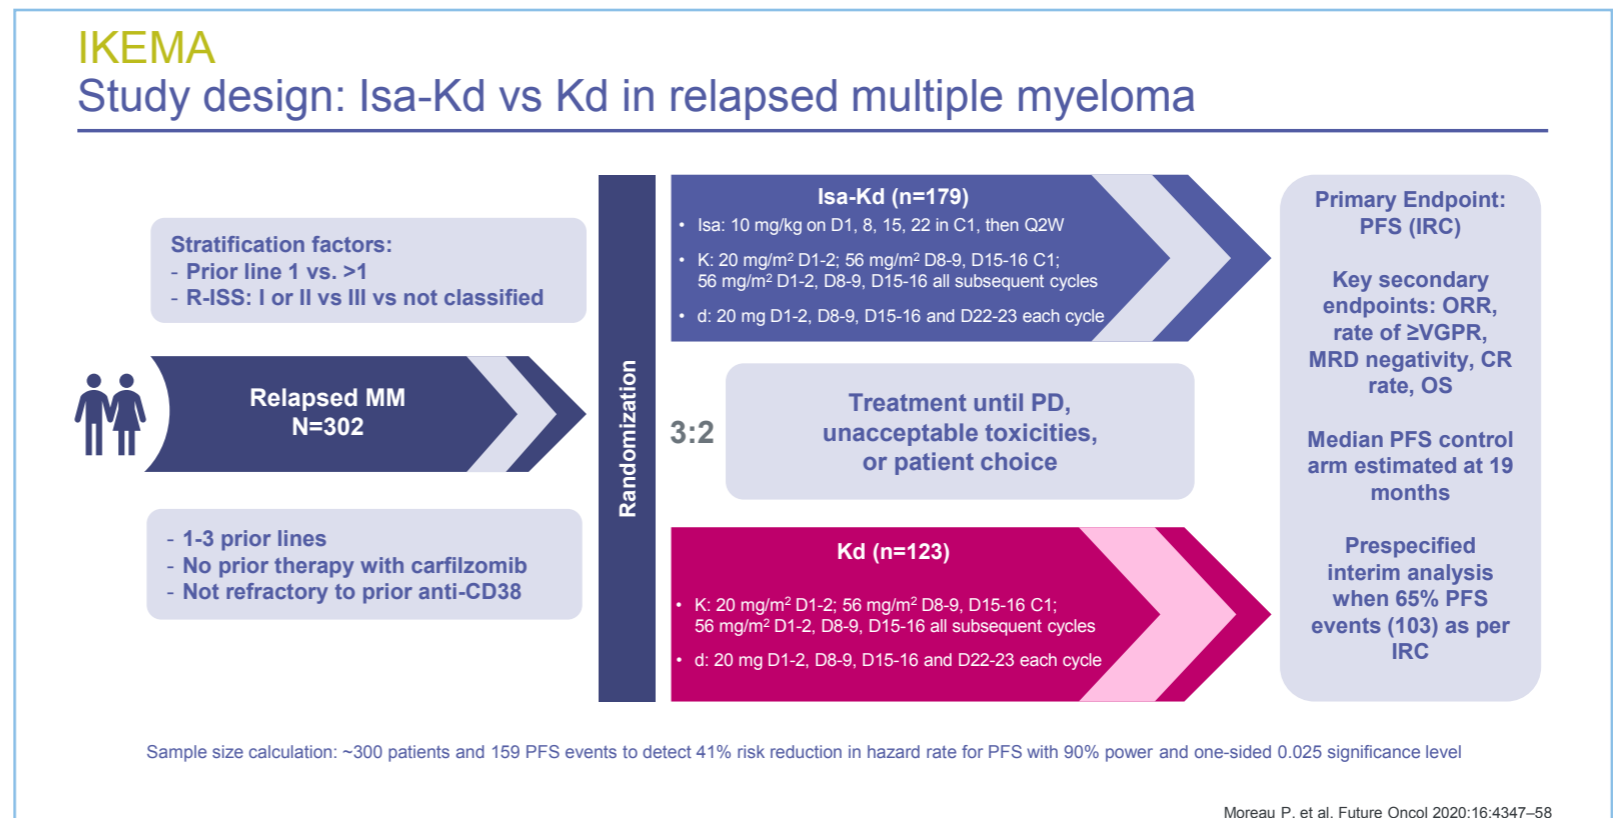 IKEMA
Study design: Isa-Kd vs Kd in relapsed multiple myeloma
Stratification factors:
- Prior line 1 vs. >1
- R-ISS: I or II vs III vs not classified
Relapsed MM
N=302
- 1-3 prior lines
- No prior therapy with carfilzomib
- Not refractory to prior anti-CD38
Randomization
3:2
Isa-Kd (n=179)
• Isa: 10 mg/kg on D1, 8, 15, 22 in C1, then Q2W
• K: 20 mg/m² D1-2; 56 mg/m² D8-9, D15-16 C1;
56 mg/m² D1-2, D8-9, D15-16 all subsequent cycles
• d: 20 mg D1-2, D8-9, D15-16 and D22-23 each cycle
Treatment until PD,
unacceptable toxicities,
or patient choice
Kd (n=123)
• K: 20 mg/m² D1-2; 56 mg/m² D8-9, D15-16 C1;
56 mg/m² D1-2, D8-9, D15-16 all subsequent cycles
• d: 20 mg D1-2, D8-9, D15-16 and D22-23 each cycle
Primary Endpoint:
PFS (IRC)
Key secondary
endpoints: ORR,
rate of ≥VGPR,
MRD negativity, CR
rate, OS
Median PFS control
arm estimated at 19
months
Prespecified
interim analysis
when 65% PFS
events (103) as per
IRC
Sample size calculation: ~300 patients and 159 PFS events to detect 41% risk reduction in hazard rate for PFS with 90% power and one-sided 0.025 significance level
Moreau P, et al. Future Oncol 2020;16:4347–58